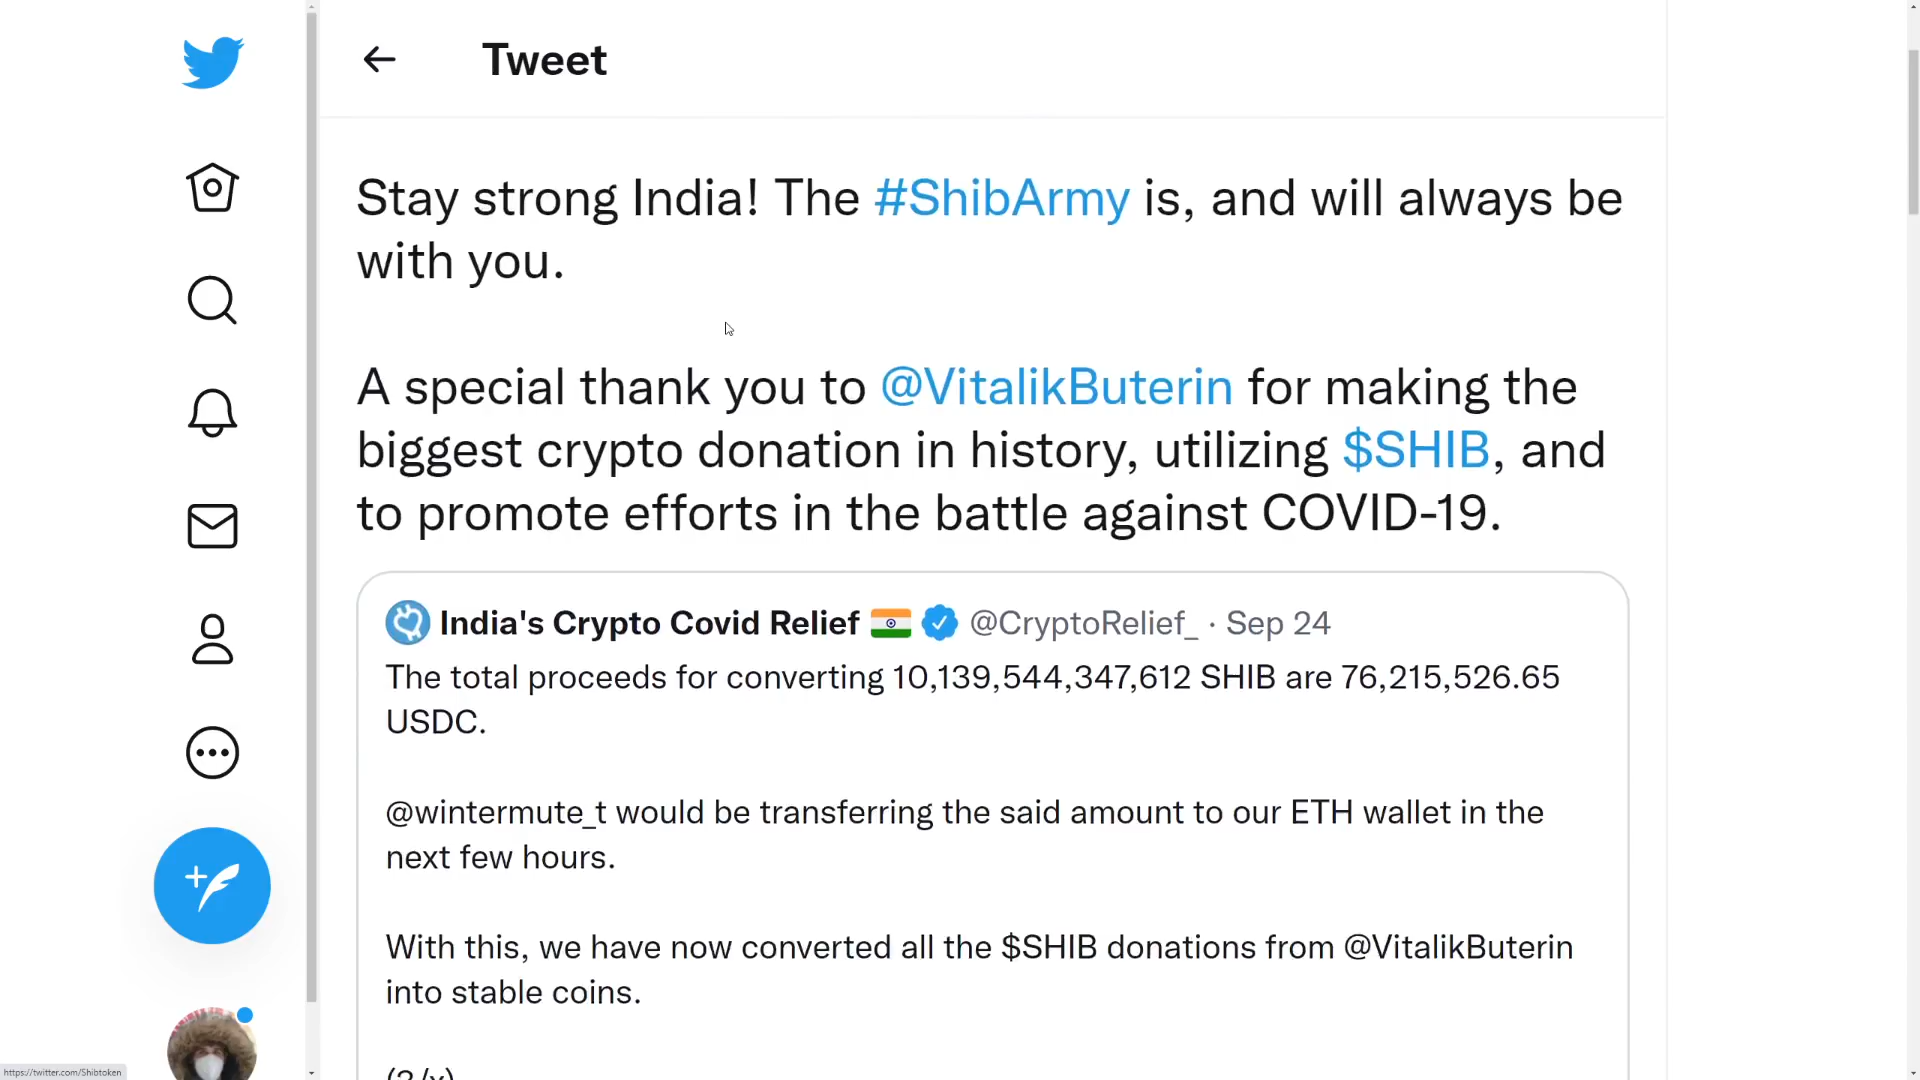 Tweet
Stay strong India! The #ShibArmy is, and will always be
with you.
A special thank you to @VitalikButerin for making the
biggest crypto donation in history, utilizing $SHIB, and
to promote efforts in the battle against COVID-19.
India's Crypto Covid Relief @CryptoRelief_ · Sep 24
The total proceeds for converting 10,139,544,347,612 SHIB are 76,215,526.65
USDC.
@wintermute_t would be transferring the said amount to our ETH wallet in the
next few hours.
With this, we have now converted all the $SHIB donations from @VitalikButerin
into stable coins.
https://twitter.com/Shibtoken